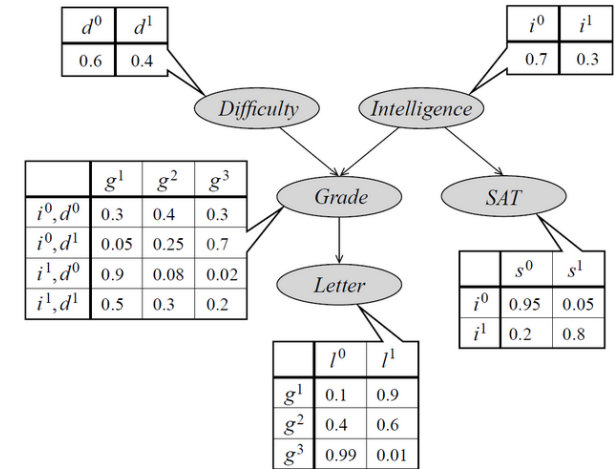 d⁰ d¹
0.6 0.4
i⁰ i¹
0.7 0.3
Difficulty
Intelligence
g¹ g² g³
i⁰,d⁰ 0.3 0.4 0.3
i⁰,d¹ 0.05 0.25 0.7
i¹,d⁰ 0.9 0.08 0.02
i¹,d¹ 0.5 0.3 0.2
Grade
SAT
s⁰ s¹
i⁰ 0.95 0.05
i¹ 0.2 0.8
Letter
l⁰ l¹
g¹ 0.1 0.9
g² 0.4 0.6
g³ 0.99 0.01